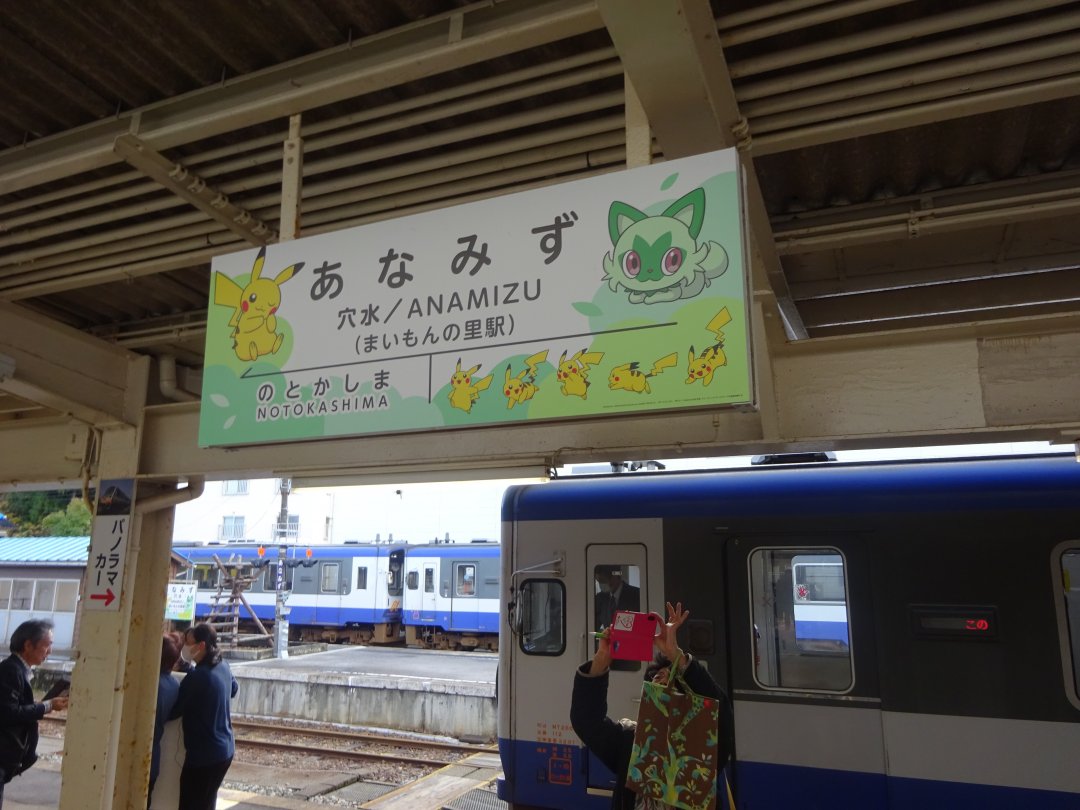 あなみず
穴水／ANAMIZU
(まいもんの里駅)
のとかしま
NOTOKASHIMA
パノラマ
カー
→
この